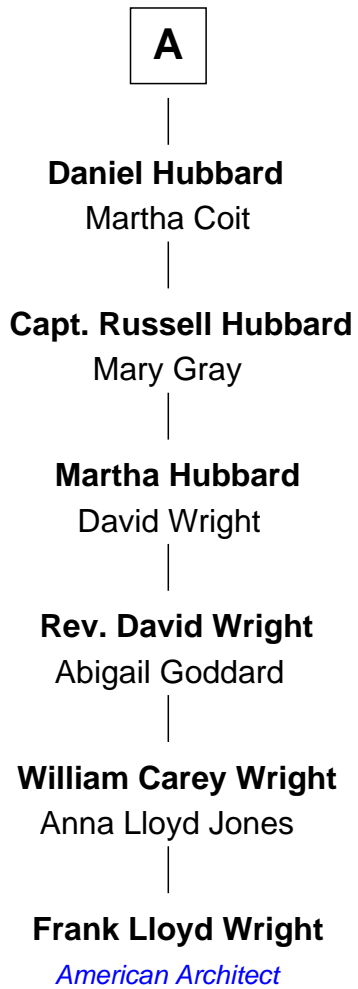 A
Daniel Hubbard
Martha Coit
Capt. Russell Hubbard
Mary Gray
Martha Hubbard
David Wright
Rev. David Wright
Abigail Goddard
William Carey Wright
Anna Lloyd Jones
Frank Lloyd Wright
American Architect